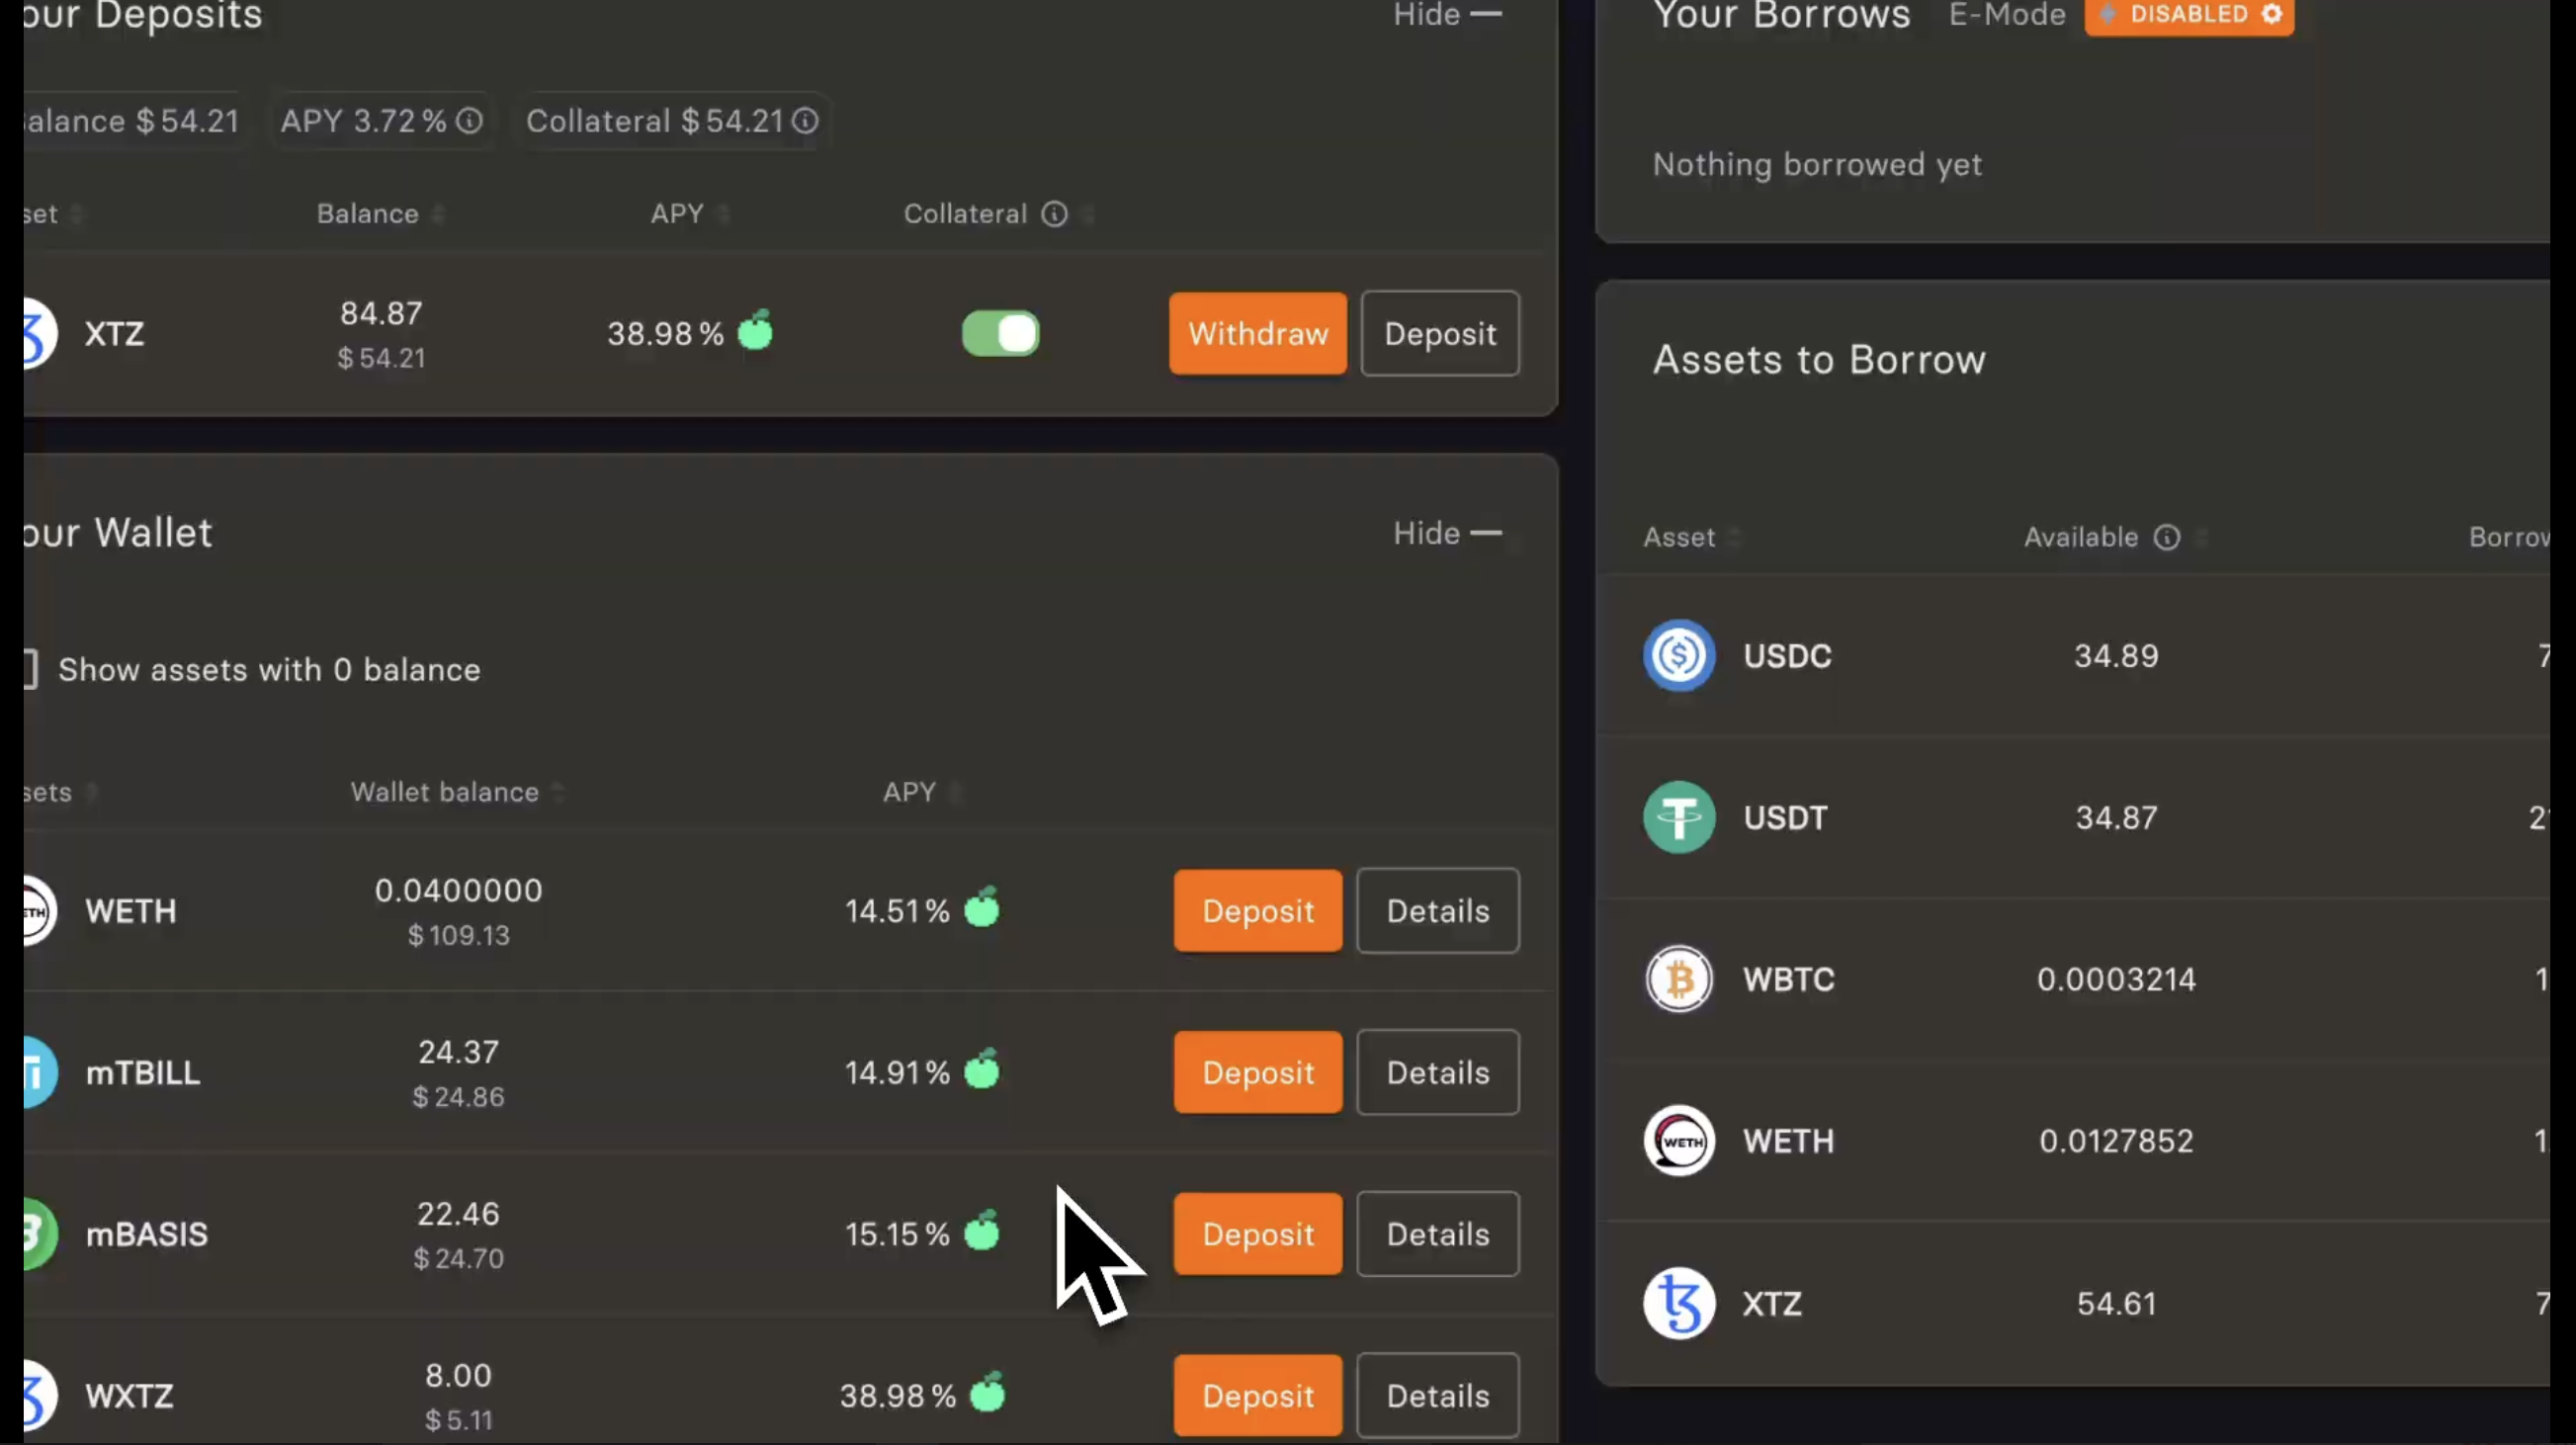 our Deposits
Hide —
alance $54.21
APY 3.72%
Collateral $54.21
set
Balance
APY
Collateral
XTZ
84.87
$54.21
38.98%
Withdraw
Deposit
our Wallet
Hide —
Show assets with 0 balance
sets
Wallet balance
APY
WETH
0.0400000
$109.13
14.51%
Deposit
Details
mTBILL
24.37
$24.86
14.91%
Deposit
Details
mBASIS
22.46
$24.70
15.15%
Deposit
Details
WXTZ
8.00
$5.11
38.98%
Deposit
Details
Your Borrows
E-Mode
DISABLED
Nothing borrowed yet
Assets to Borrow
Asset
Available
Borrow
USDC
34.89
7
USDT
34.87
2
WBTC
0.0003214
1
WETH
WETH
0.0127852
1.
XTZ
54.61
7